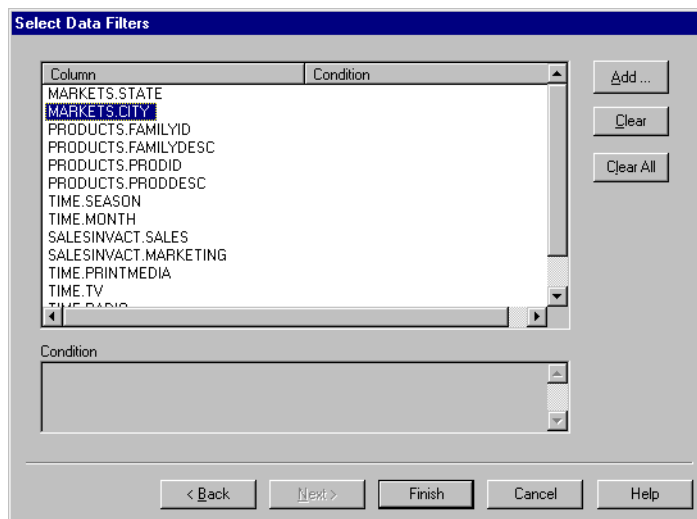 Select Data Filters
Column Condition
MARKETS.STATE
MARKETS.CITY
PRODUCTS.FAMILYID
PRODUCTS.FAMILYDESC
PRODUCTS.PRODID
PRODUCTS.PRODDESC
TIME.SEASON
TIME.MONTH
SALESINVACT.SALES
SALESINVACT.MARKETING
TIME.PRINTMEDIA
TIME.TV
TIME.RADIO
Add ...
Clear
Clear All
Condition
< Back Next > Finish Cancel Help